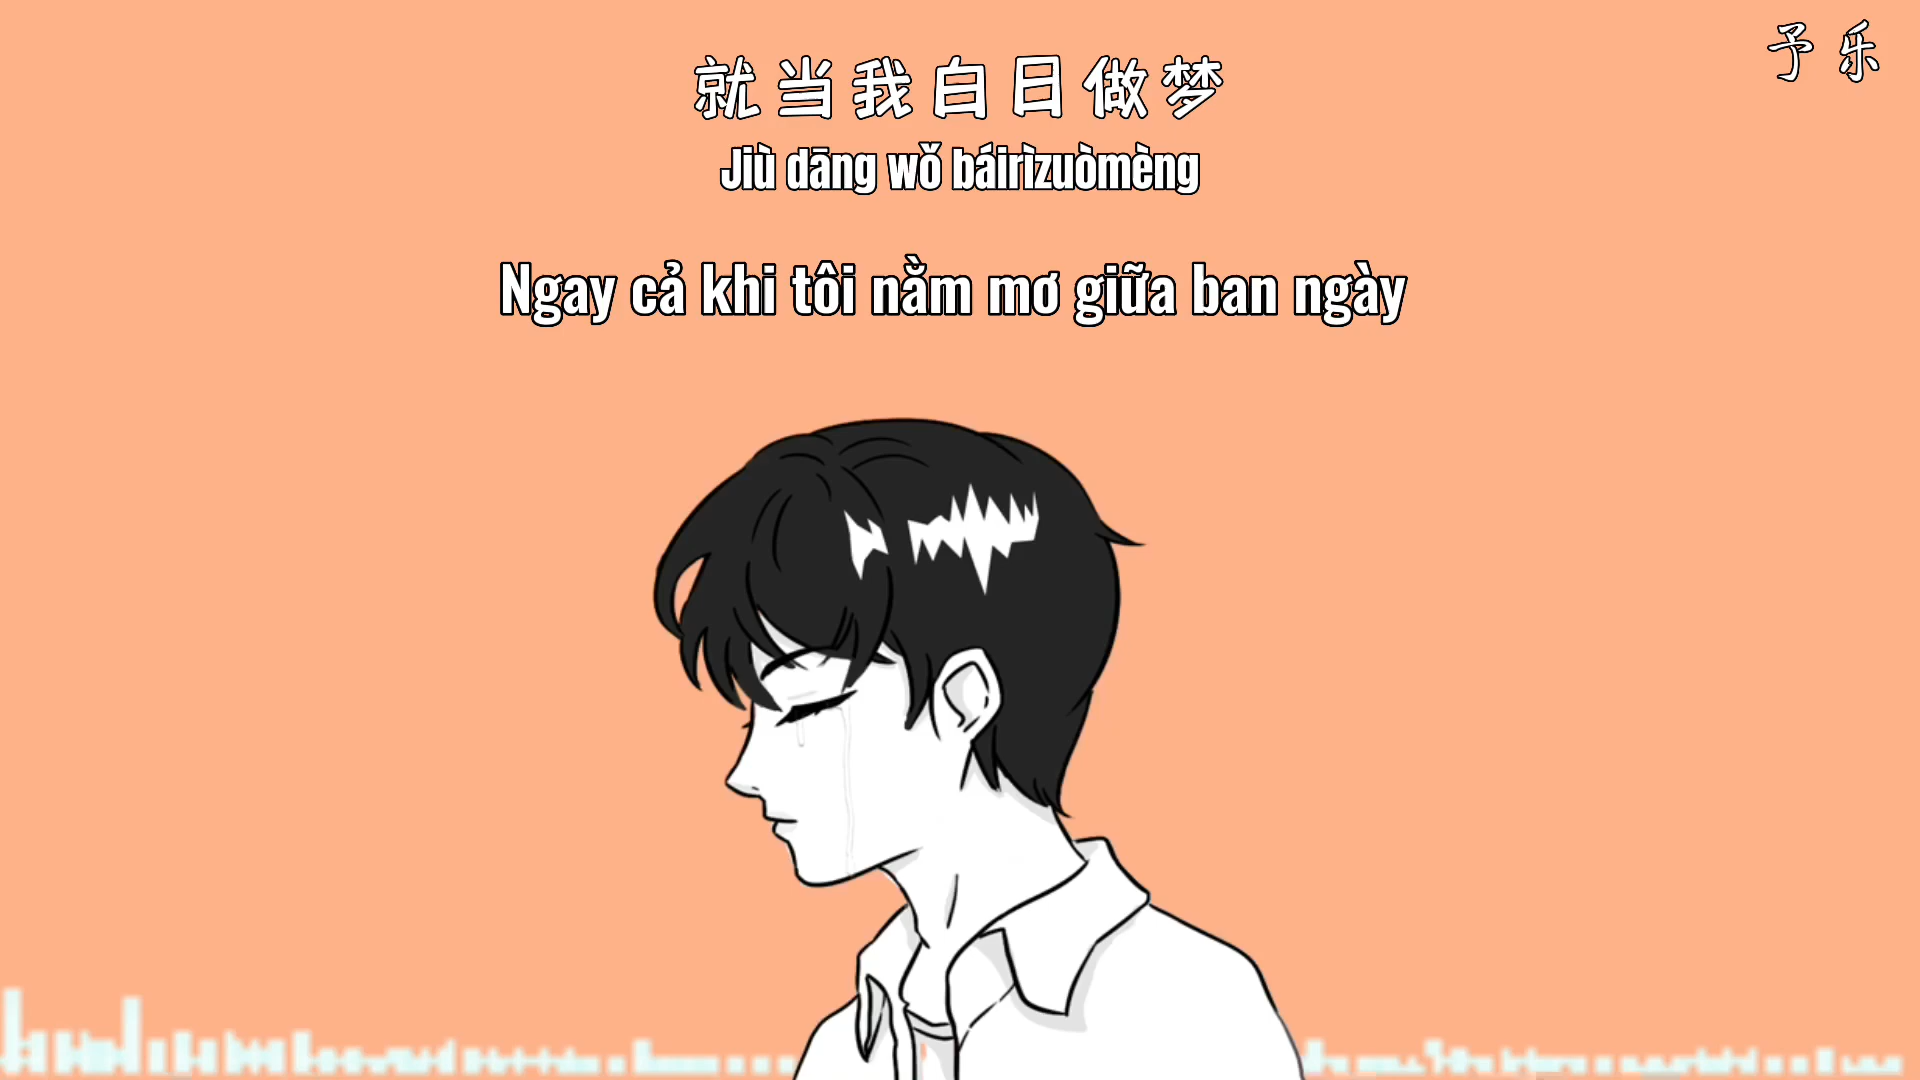 予乐
就当我白日做梦
Jiù dāng wǒ báirìzuòmèng
Ngay cả khi tôi nằm mơ giữa ban ngày